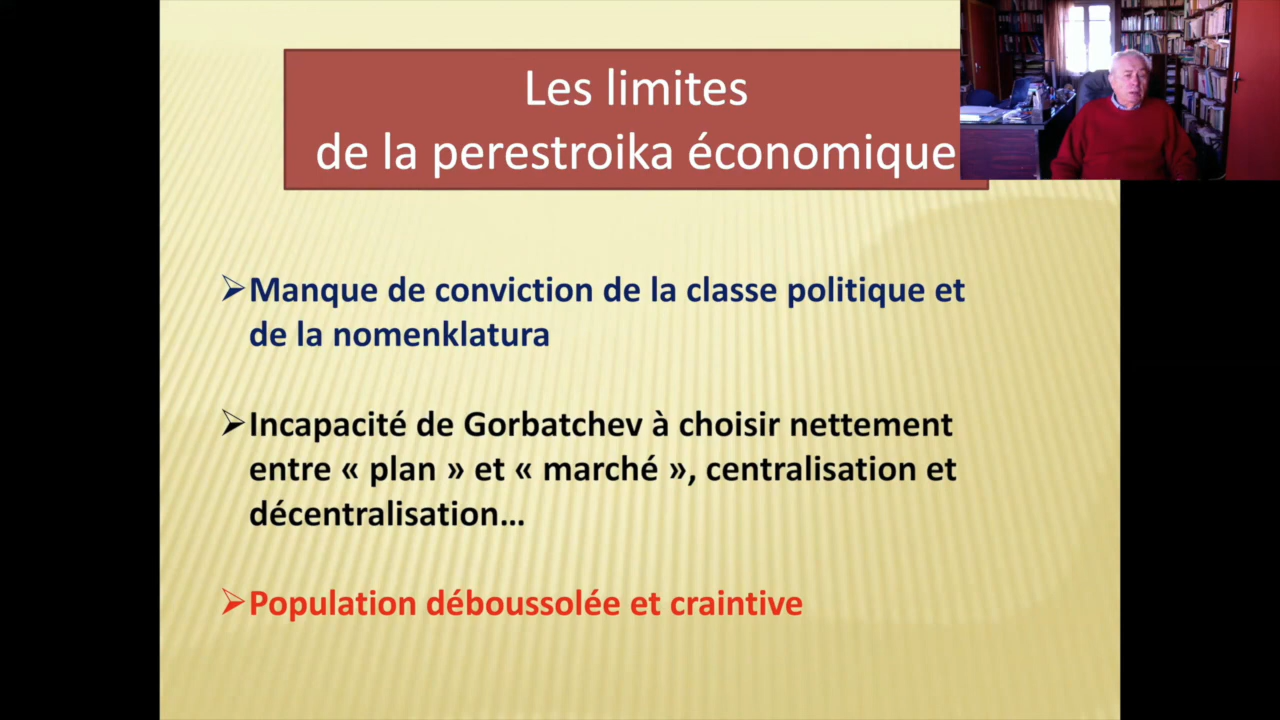 Les limites
de la perestroika économique
Manque de conviction de la classe politique et
de la nomenklatura
Incapacité de Gorbatchev à choisir nettement
entre « plan » et « marché », centralisation et
décentralisation…
Population déboussolée et craintive